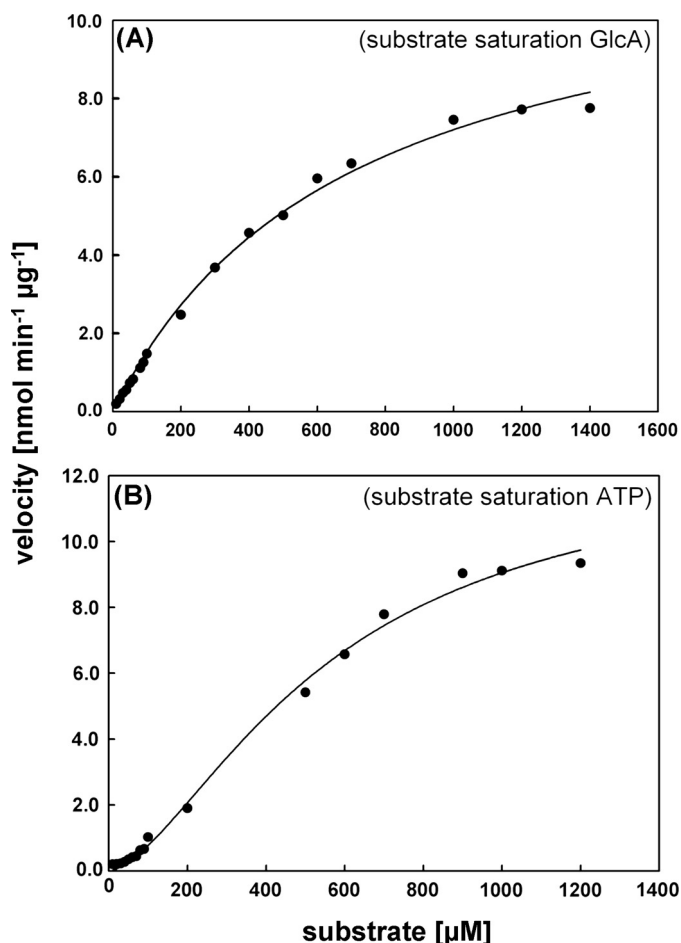 (A) (substrate saturation GlcA)
10.0
8.0
6.0
4.0
2.0
0.0
0 200 400 600 800 1000 1200 1400 1600
velocity [nmol min⁻¹ µg⁻¹]
(B) (substrate saturation ATP)
12.0
10.0
8.0
6.0
4.0
2.0
0.0
0 200 400 600 800 1000 1200 1400
substrate [µM]